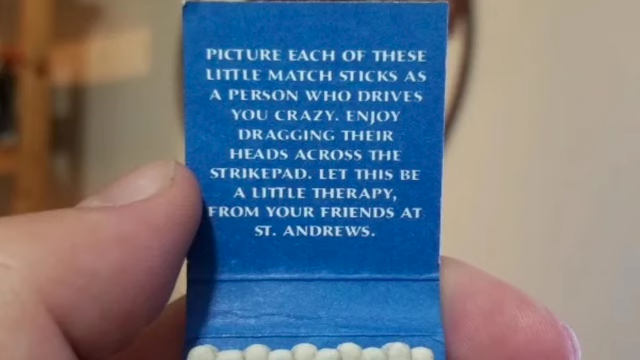 PICTURE EACH OF THESE
LITTLE MATCH STICKS AS
A PERSON WHO DRIVES
YOU CRAZY. ENJOY
DRAGGING THEIR
HEADS ACROSS THE
STRIKEPAD. LET THIS BE
A LITTLE THERAPY,
FROM YOUR FRIENDS AT
ST. ANDREWS.